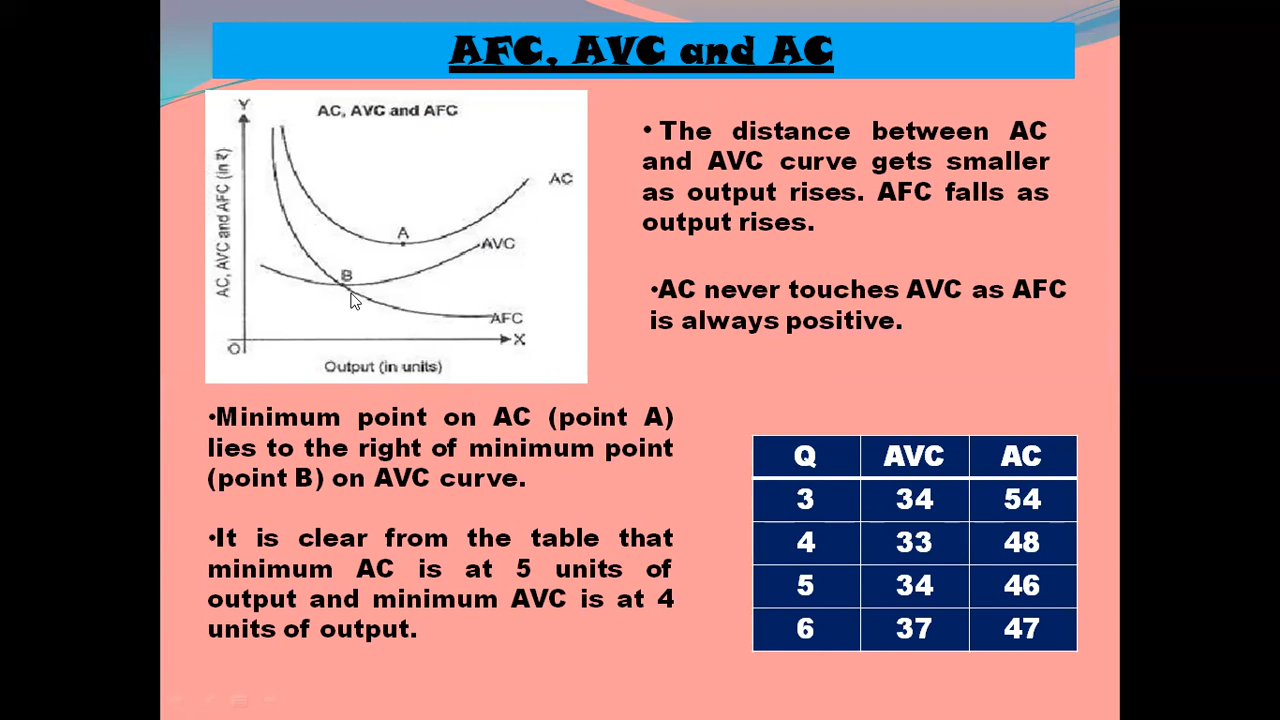 AFC, AVC and AC
AC, AVC and AFC
Y
AC, AVC and AFC (in ₹)
AC
A
AVC
B
AFC
O
X
Output (in units)
• The distance between AC
and AVC curve gets smaller
as output rises. AFC falls as
output rises.
•AC never touches AVC as AFC
is always positive.
•Minimum point on AC (point A)
lies to the right of minimum point
(point B) on AVC curve.
•It is clear from the table that
minimum AC is at 5 units of
output and minimum AVC is at 4
units of output.
Q AVC AC
3 34 54
4 33 48
5 34 46
6 37 47